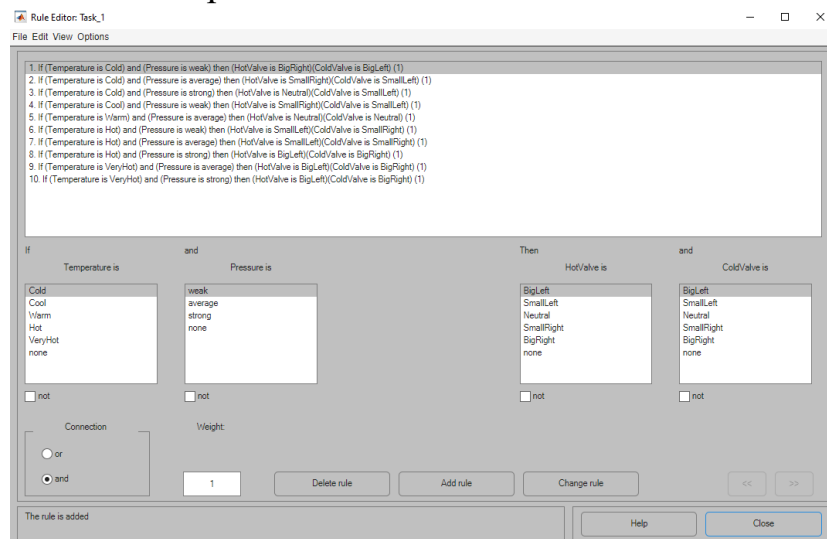 Rule Editor: Task_1
File Edit View Options
1. If (Temperature is Cold) and (Pressure is weak) then (HotValve is BigRight)(ColdValve is BigLeft) (1)
2. If (Temperature is Cold) and (Pressure is average) then (HotValve is SmallRight)(ColdValve is SmallLeft) (1)
3. If (Temperature is Cold) and (Pressure is strong) then (HotValve is Neutral)(ColdValve is SmallLeft) (1)
4. If (Temperature is Cool) and (Pressure is weak) then (HotValve is SmallRight)(ColdValve is SmallLeft) (1)
5. If (Temperature is Warm) and (Pressure is average) then (HotValve is Neutral)(ColdValve is Neutral) (1)
6. If (Temperature is Hot) and (Pressure is weak) then (HotValve is SmallLeft)(ColdValve is SmallRight) (1)
7. If (Temperature is Hot) and (Pressure is average) then (HotValve is SmallLeft)(ColdValve is SmallRight) (1)
8. If (Temperature is Hot) and (Pressure is strong) then (HotValve is BigLeft)(ColdValve is BigRight) (1)
9. If (Temperature is VeryHot) and (Pressure is average) then (HotValve is BigLeft)(ColdValve is BigRight) (1)
10. If (Temperature is VeryHot) and (Pressure is strong) then (HotValve is BigLeft)(ColdValve is BigRight) (1)
If
Temperature is
Cold
Cool
Warm
Hot
VeryHot
none
not
and
Pressure is
weak
average
strong
none
not
Then
HotValve is
BigLeft
SmallLeft
Neutral
SmallRight
BigRight
none
not
and
ColdValve is
BigLeft
SmallLeft
Neutral
SmallRight
BigRight
none
not
Connection
or
and
Weight:
1
Delete rule
Add rule
Change rule
<<
>>
The rule is added
Help
Close